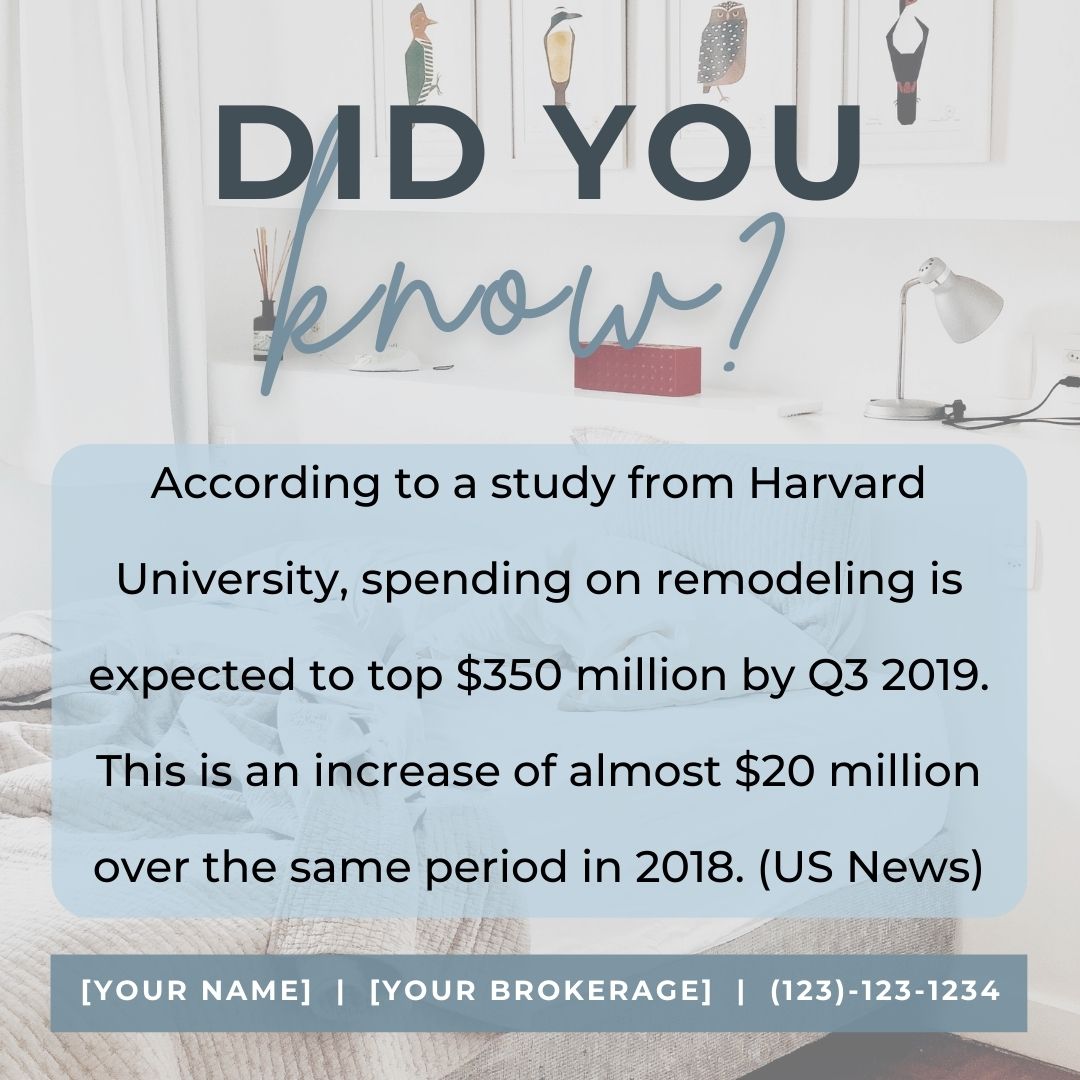 DID YOU
know?
According to a study from Harvard
University, spending on remodeling is
expected to top $350 million by Q3 2019.
This is an increase of almost $20 million
over the same period in 2018. (US News)
[YOUR NAME] | [YOUR BROKERAGE] | (123)-123-1234